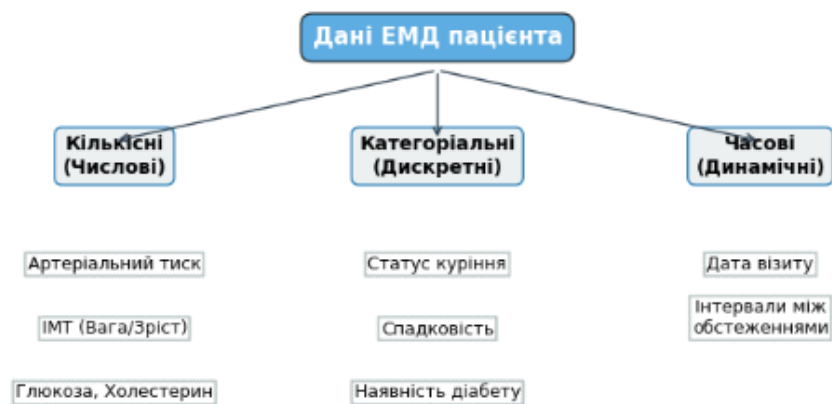 Дані ЕМД пацієнта
Кількісні
(Числові)
Категоріальні
(Дискретні)
Часові
(Динамічні)
Артеріальний тиск
Статус куріння
Дата візиту
ІМТ (Вага/Зріст)
Спадковість
Інтервали між
обстеженнями
Глюкоза, Холестерин
Наявність діабету